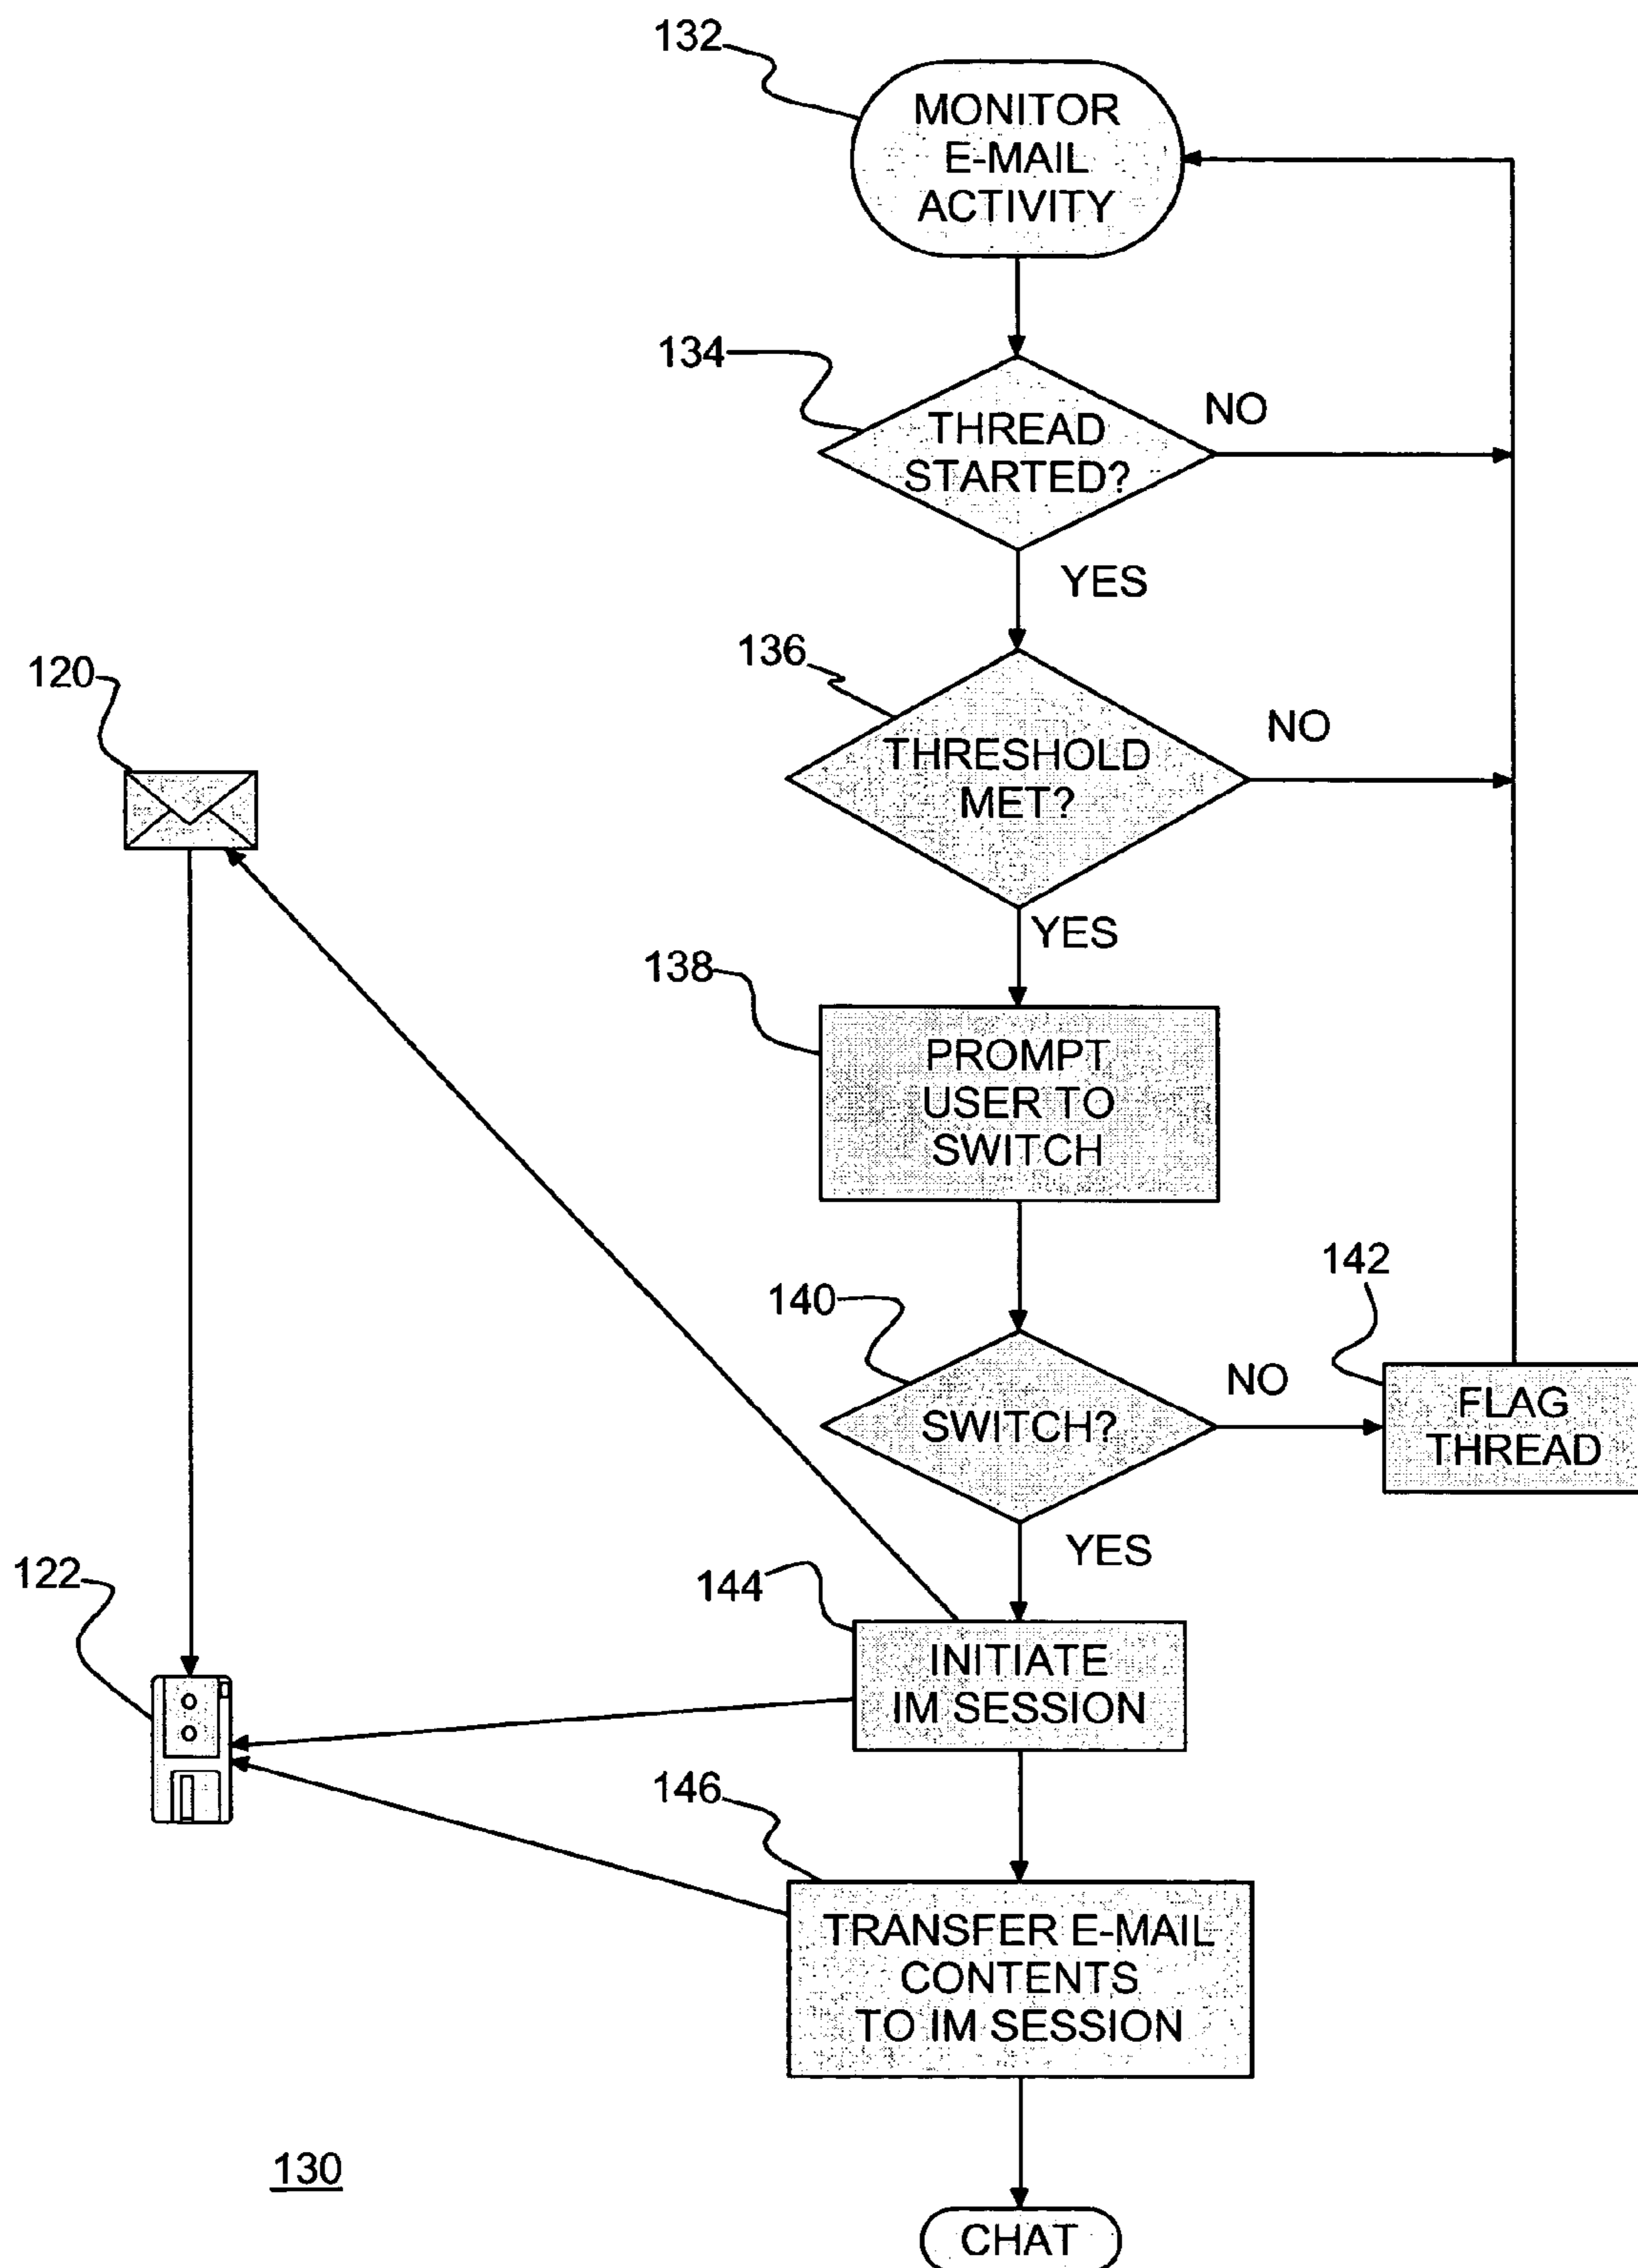 132
MONITOR
E-MAIL
ACTIVITY
134
THREAD
STARTED?
NO
YES
136
THRESHOLD
MET?
NO
YES
120
138
PROMPT
USER TO
SWITCH
140
SWITCH?
NO
142
FLAG
THREAD
YES
122
144
INITIATE
IM SESSION
146
TRANSFER E-MAIL
CONTENTS
TO IM SESSION
130
CHAT